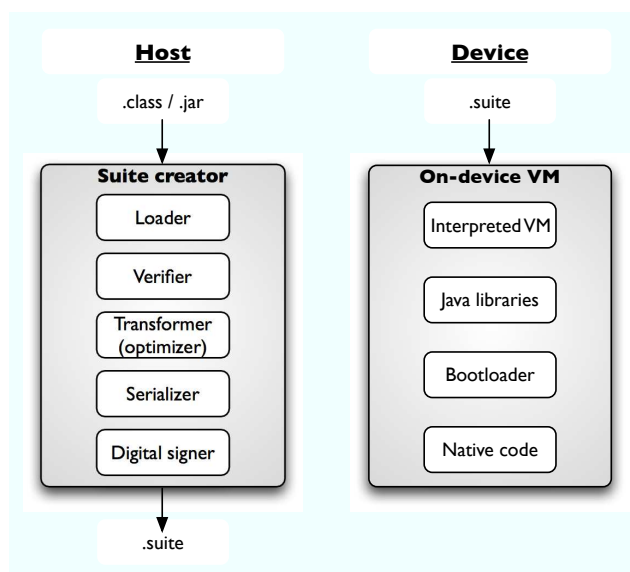 Host
.class / .jar
Suite creator
Loader
Verifier
Transformer
(optimizer)
Serializer
Digital signer
.suite
Device
.suite
On-device VM
Interpreted VM
Java libraries
Bootloader
Native code